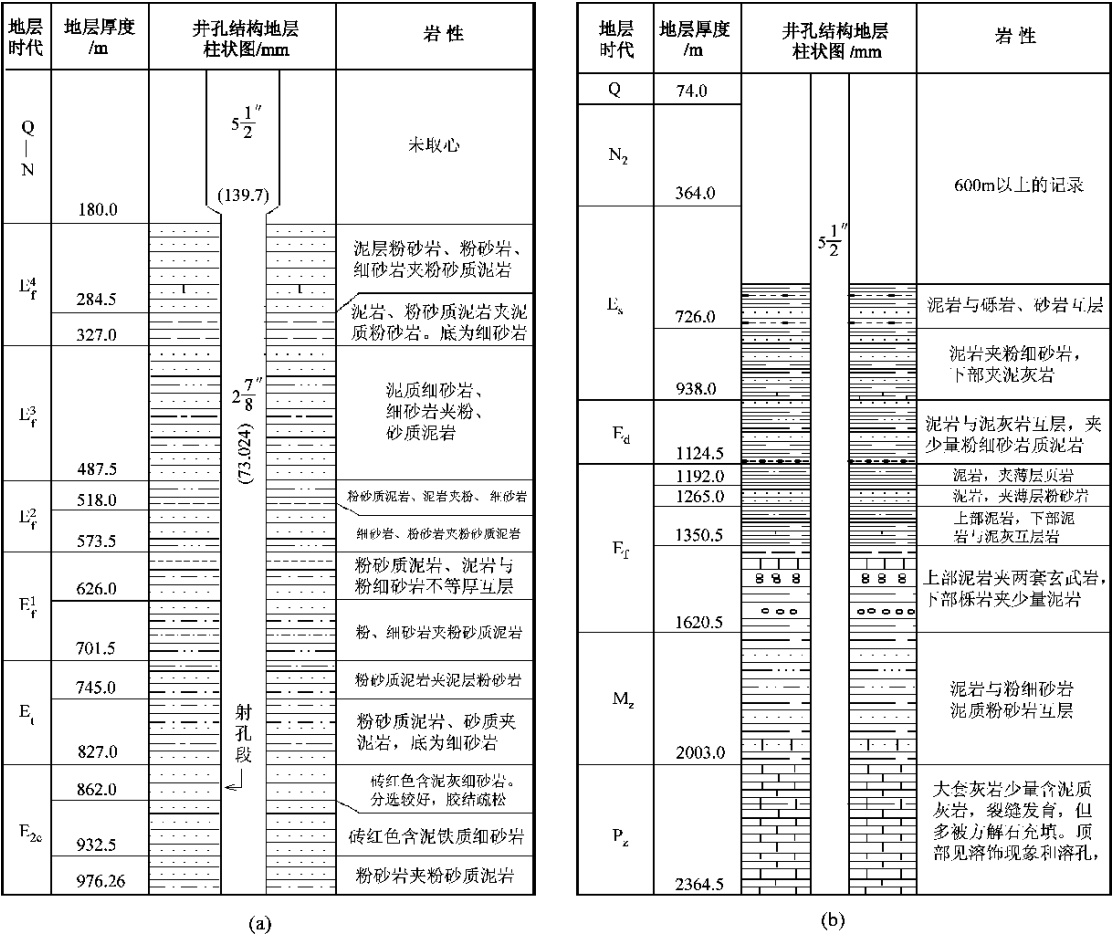 地层
时代
地层厚度
/m
井孔结构地层
柱状图/mm
岩 性
Q
|
N
180.0
5 1/2″
(139.7)
未取心
E_f^4
284.5
泥层粉砂岩、粉砂岩、
细砂岩夹粉砂质泥岩
327.0
泥岩、粉砂质泥岩夹泥
质粉砂岩。底为细砂岩
E_f^3
487.5
2 7/8″
(73.024)
泥质细砂岩、
细砂岩夹粉、
砂质泥岩
E_f^2
518.0
粉砂质泥岩、泥岩夹粉、细砂岩
573.5
细砂岩、粉砂岩夹粉砂质泥岩
E_f^1
626.0
粉砂质泥岩、泥岩与
粉细砂岩不等厚互层
701.5
粉、细砂岩夹粉砂质泥岩
E_t
745.0
粉砂质泥岩夹泥层粉砂岩
827.0
射
孔
段
粉砂质泥岩、砂质夹
泥岩，底为细砂岩
E_2c
862.0
砖红色含泥灰细砂岩。
分选较好，胶结疏松
932.5
砖红色含泥铁质细砂岩
976.26
粉砂岩夹粉砂质泥岩
(a)
地层
时代
地层厚度
/m
井孔结构地层
柱状图 /mm
岩 性
Q
74.0
N_2
364.0
600m以上的记录
5 1/2″
E_s
726.0
泥岩与砾岩、砂岩互层
938.0
泥岩夹粉细砂岩，
下部夹泥灰岩
E_d
1124.5
泥岩与泥灰岩互层，夹
少量粉细砂岩质泥岩
E_f
1192.0
泥岩，夹薄层页岩
1265.0
泥岩，夹薄层粉砂岩
1350.5
上部泥岩，下部泥
岩与泥灰互层岩
1620.5
上部泥岩夹两套玄武岩，
下部砾岩夹少量泥岩
M_z
2003.0
泥岩与粉细砂岩
泥质粉砂岩互层
P_z
2364.5
大套灰岩少量含泥质
灰岩，裂缝发育，但
多被方解石充填。顶
部见溶饰现象和溶孔，
(b)